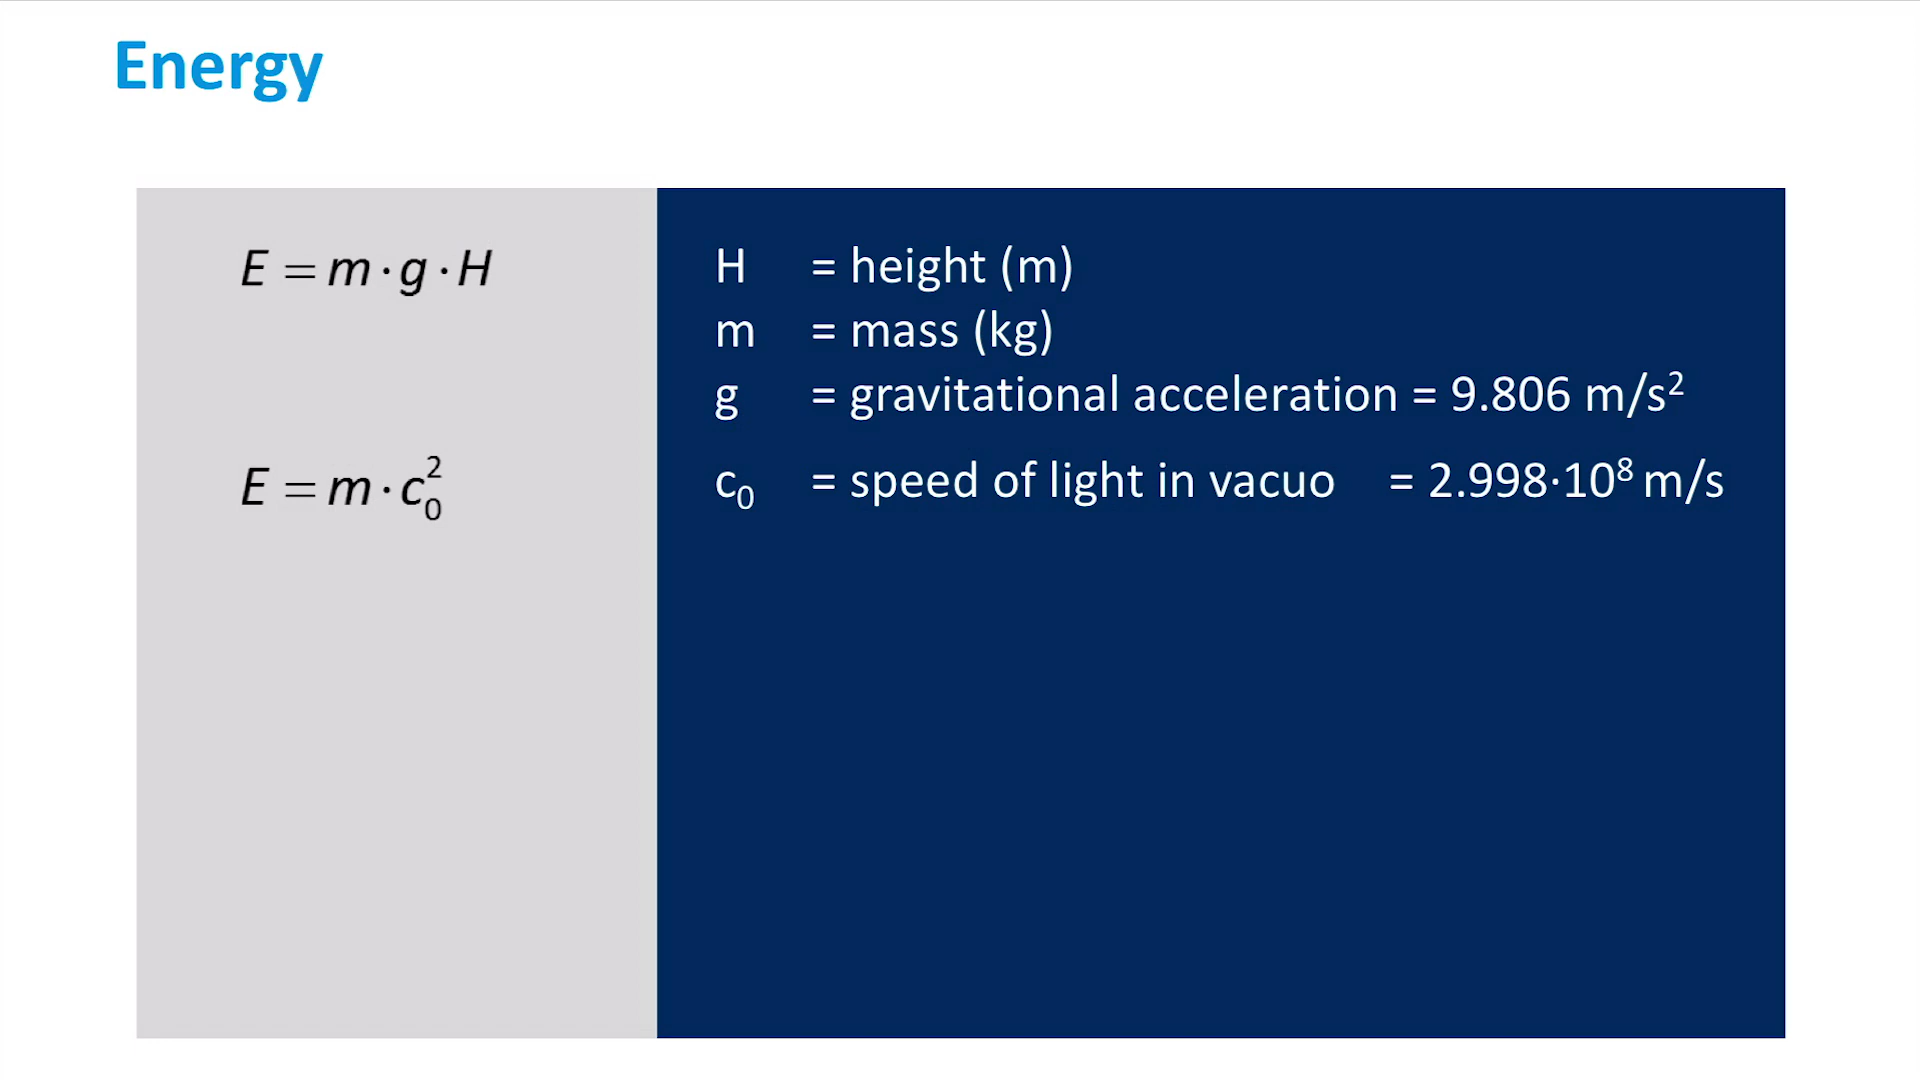 Energy
E = m · g · H
H = height (m)
m = mass (kg)
g = gravitational acceleration = 9.806 m/s²
E = m · c₀²
c₀ = speed of light in vacuo = 2.998·10⁸ m/s